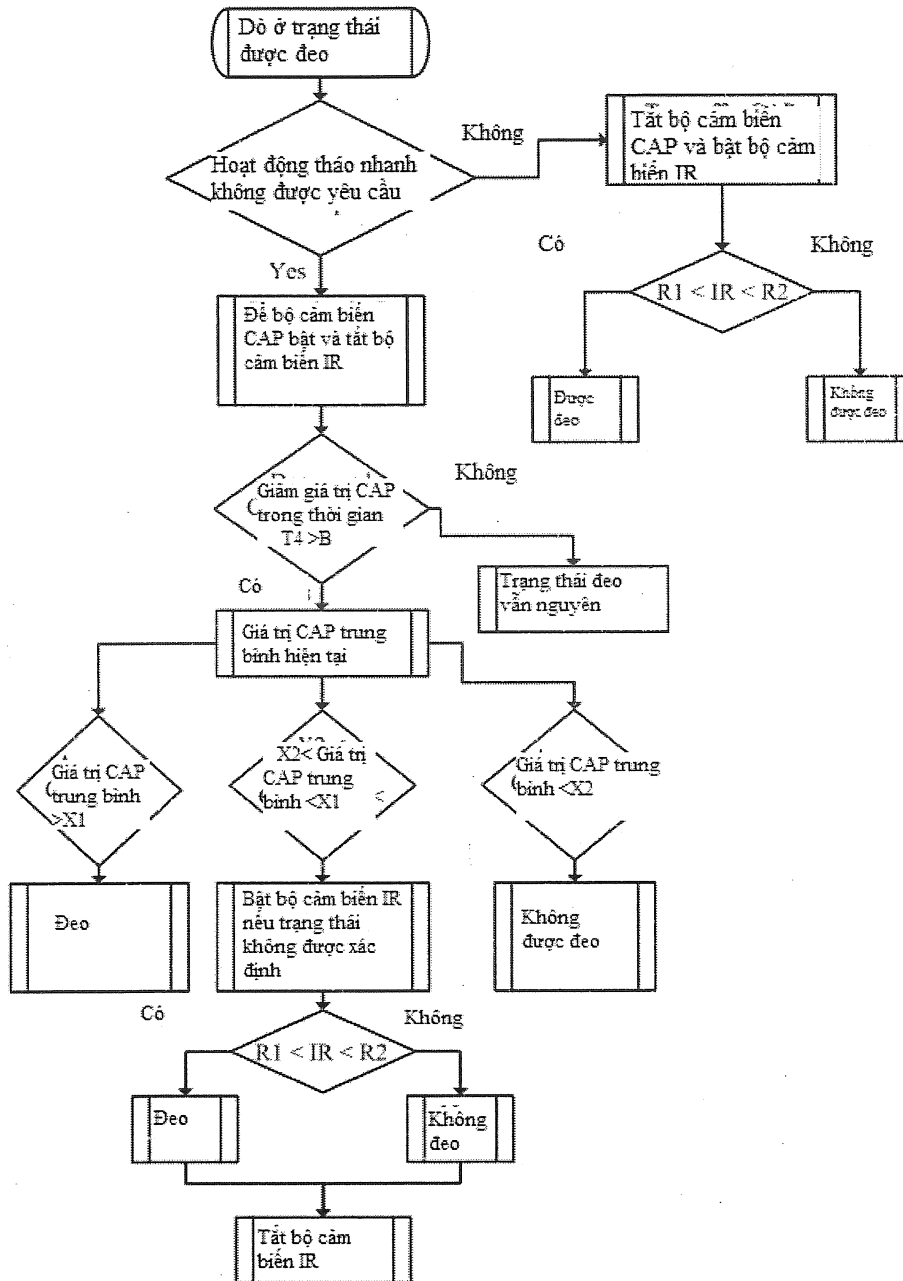 Dò ở trạng thái
được đeo
Không
Tắt bộ cảm biến
CAP và bật bộ cảm
biến IR
Hoạt động tháo nhanh
không được yêu cầu
Có
Không
Yes
R1 < IR < R2
Để bộ cảm biến
CAP bật và tắt bộ
cảm biến IR
Được
đeo
Không
được đeo
Không
Giảm giá trị CAP
trong thời gian
T4 >B
Có
Trạng thái đeo
vẫn nguyên
Giá trị CAP trung
bình hiện tại
Giá trị CAP
trung bình
>X1
X2< Giá trị
CAP trung
bình <X1
<
Giá trị CAP trung
bình <X2
Đeo
Bật bộ cảm biến IR
nếu trạng thái
không được xác
định
Không
được đeo
Có
Không
R1 < IR < R2
Đeo
Không
đeo
Tắt bộ cảm
biến IR